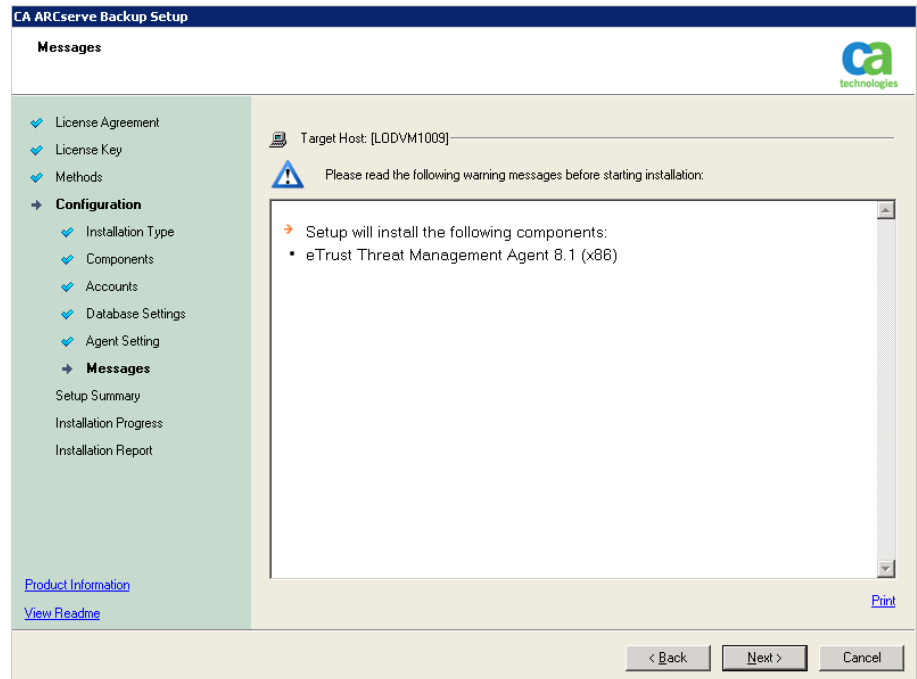 CA ARCserve Backup Setup
Messages
ca
technologies
License Agreement
License Key
Methods
Configuration
Installation Type
Components
Accounts
Database Settings
Agent Setting
Messages
Setup Summary
Installation Progress
Installation Report
Product Information
View Readme
Target Host: [LODVM1009]
Please read the following warning messages before starting installation:
Setup will install the following components:
• eTrust Threat Management Agent 8.1 (x86)
Print
< Back
Next >
Cancel